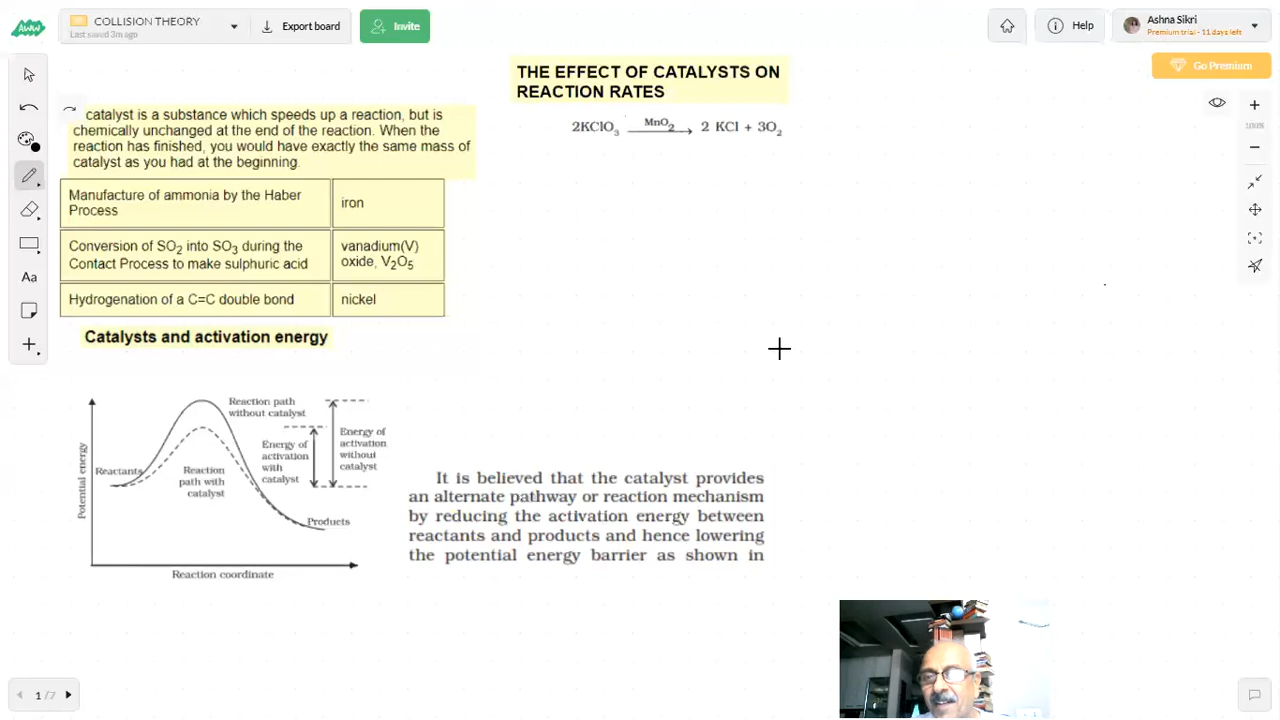 AWW
COLLISION THEORY
Last saved 3m ago
Export board
Invite
Help
Ashna Sikri
Premium trial - 11 days left
Go Premium
100%
THE EFFECT OF CATALYSTS ON
REACTION RATES
2KClO₃ MnO₂ 2 KCl + 3O₂
catalyst is a substance which speeds up a reaction, but is
chemically unchanged at the end of the reaction. When the
reaction has finished, you would have exactly the same mass of
catalyst as you had at the beginning.
Manufacture of ammonia by the Haber
Process
iron
Conversion of SO₂ into SO₃ during the
Contact Process to make sulphuric acid
vanadium(V)
oxide, V₂O₅
Hydrogenation of a C=C double bond
nickel
Aa
Catalysts and activation energy
Potential energy
Reactants
Reaction path
without catalyst
Reaction
path with
catalyst
Energy of
activation
with
catalyst
Energy of
activation
without
catalyst
Products
Reaction coordinate
It is believed that the catalyst provides
an alternate pathway or reaction mechanism
by reducing the activation energy between
reactants and products and hence lowering
the potential energy barrier as shown in
1 /7